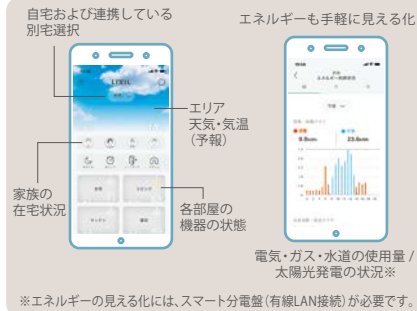 自宅および連携している
別宅選択
LIXIL
エリア
天気・気温
（予報）
家族の
在宅状況
各部屋の
機器の状態
エネルギーも手軽に見える化
9.5kWh
23.6kWh
電気・ガス・水道の使用量 /
太陽光発電の状況※
※エネルギーの見える化には、スマート分電盤（有線LAN接続）が必要です。